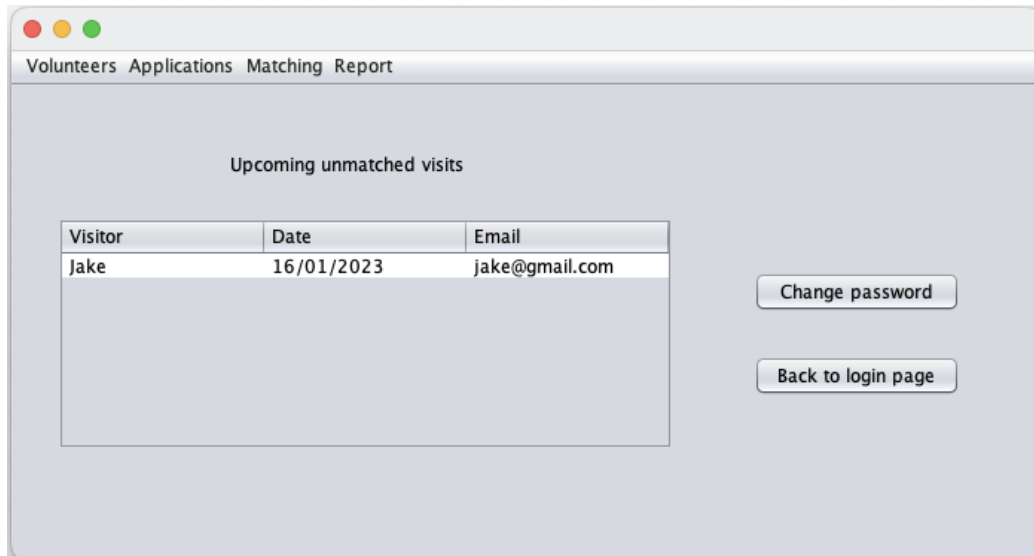 Volunteers Applications Matching Report
Upcoming unmatched visits
Visitor Date Email
Jake 16/01/2023 jake@gmail.com
Change password
Back to login page